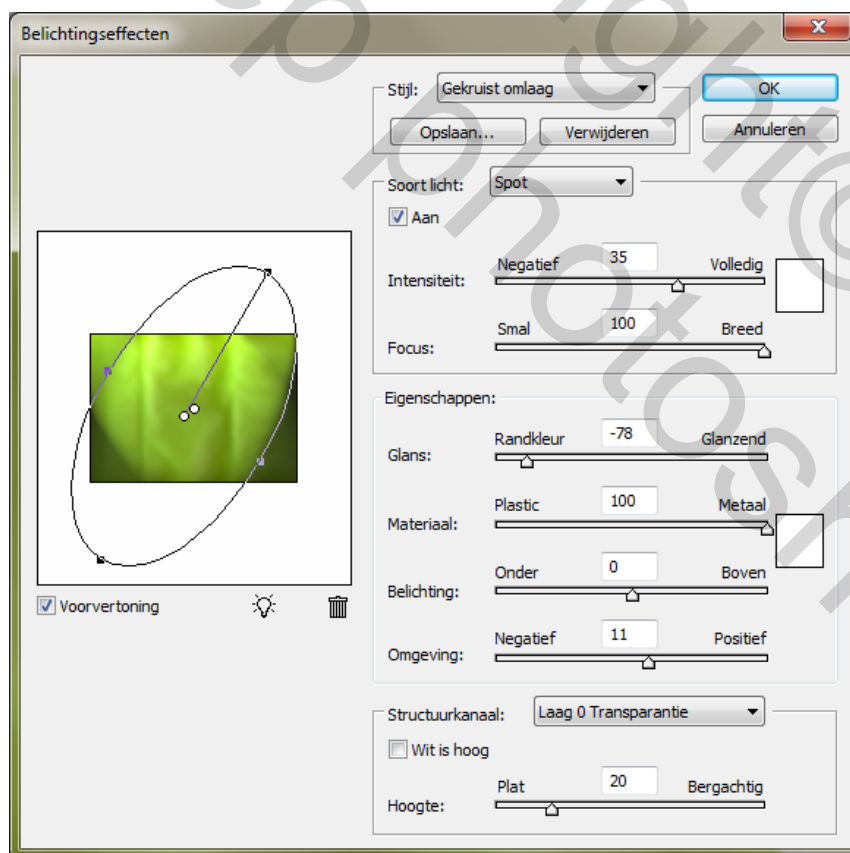 Belichtingseffecten
Stijl: Gekruist omlaag
OK
Opslaan... Verwijderen
Annuleren
Soort licht: Spot
Aan
Intensiteit: Negatief 35 Volledig
Focus: Smal 100 Breed
Eigenschappen:
Glans: Randkleur -78 Glanzend
Materiaal: Plastic 100 Metaal
Belichting: Onder 0 Boven
Omgeving: Negatief 11 Positief
Voorvertoning
Structuurkanaal: Laag 0 Transparantie
Wit is hoog
Hoogte: Plat 20 Bergachtig